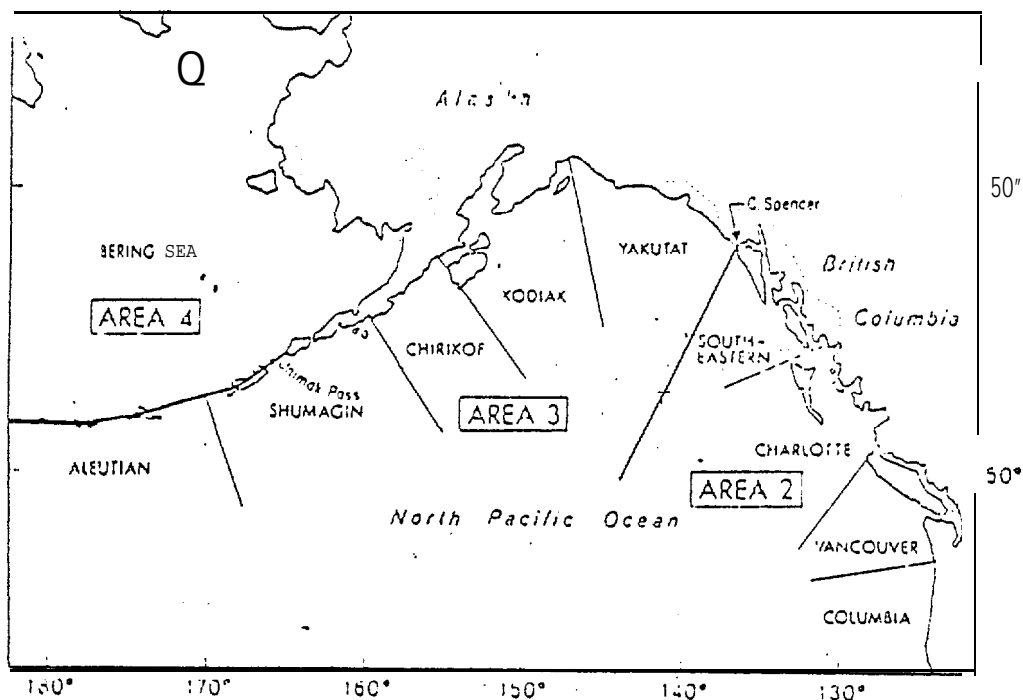 Q
Alaska
50"
C. Spencer
BERING SEA
YAKUTAT
British
KODIAK
AREA 4
Columbia
CHIRIKOF
SOUTH-
EASTERN
Unimak Pass
SHUMAGIN
AREA 3
CHARLOTTE
ALEUTIAN
50°
AREA 2
North Pacific Ocean
VANCOUVER
COLUMBIA
180° 170° 160° 150° 140° 130°